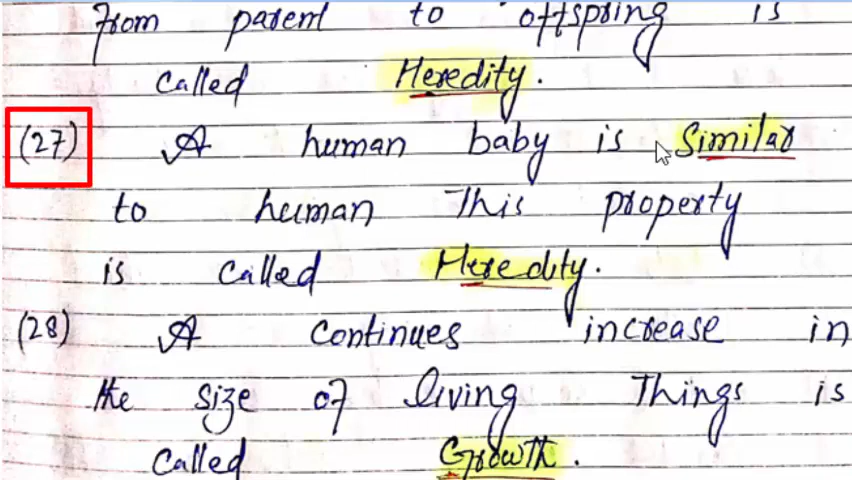 from parent to offspring is
called Heredity.
(27) A human baby is Similar
to human This property
is called Heredity.
(28) A continues increase in
the size of living Things is
called Growth.